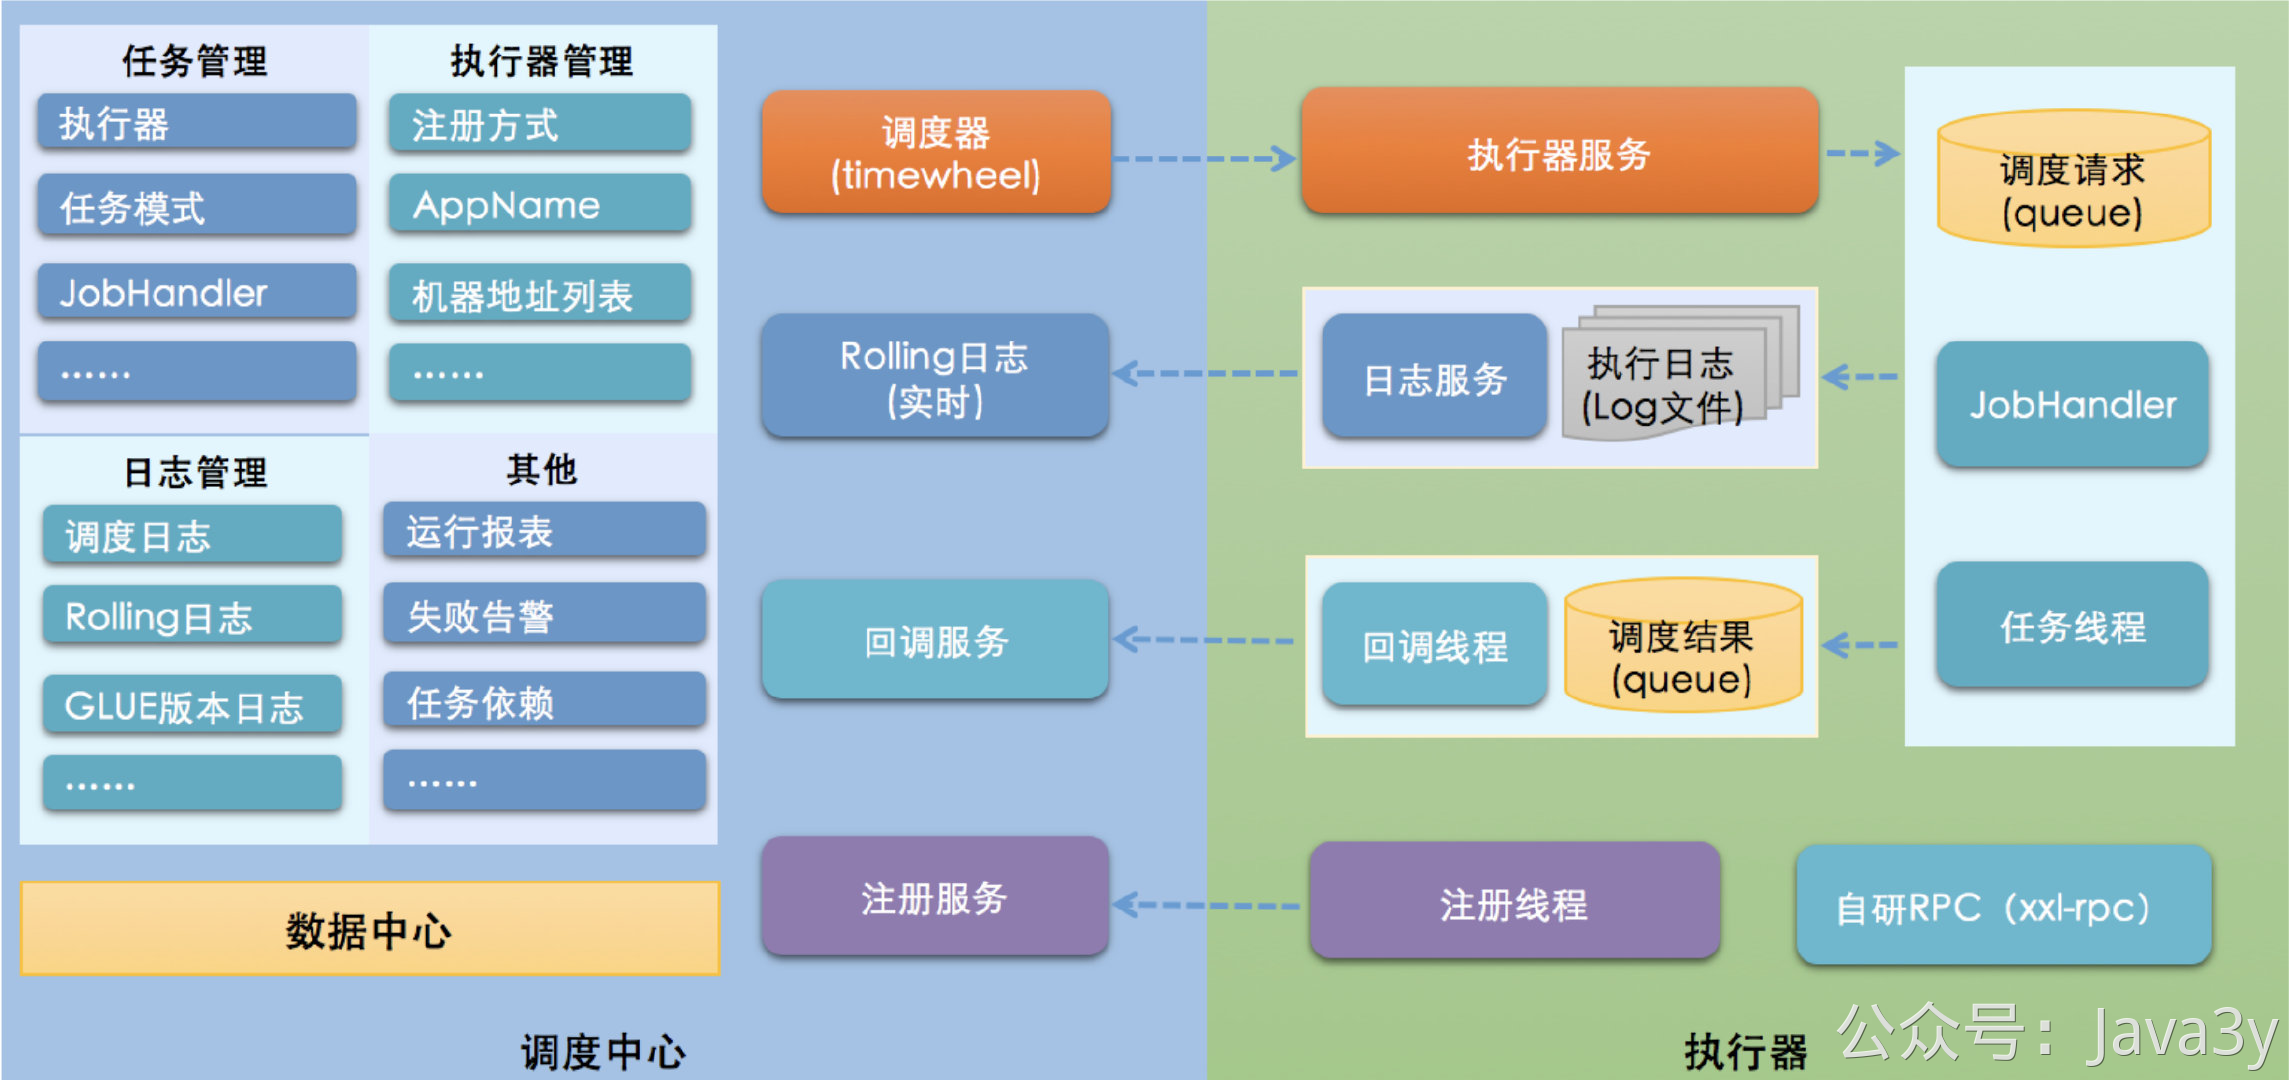 任务管理
执行器
任务模式
JobHandler
……
执行器管理
注册方式
AppName
机器地址列表
……
日志管理
调度日志
Rolling日志
GLUE版本日志
……
其他
运行报表
失败告警
任务依赖
……
数据中心
调度器
(timewheel)
Rolling日志
(实时)
回调服务
注册服务
调度中心
执行器服务
日志服务
执行日志
(Log文件)
回调线程
调度结果
(queue)
注册线程
调度请求
(queue)
JobHandler
任务线程
自研RPC（xxl-rpc）
执行器
公众号：Java3y